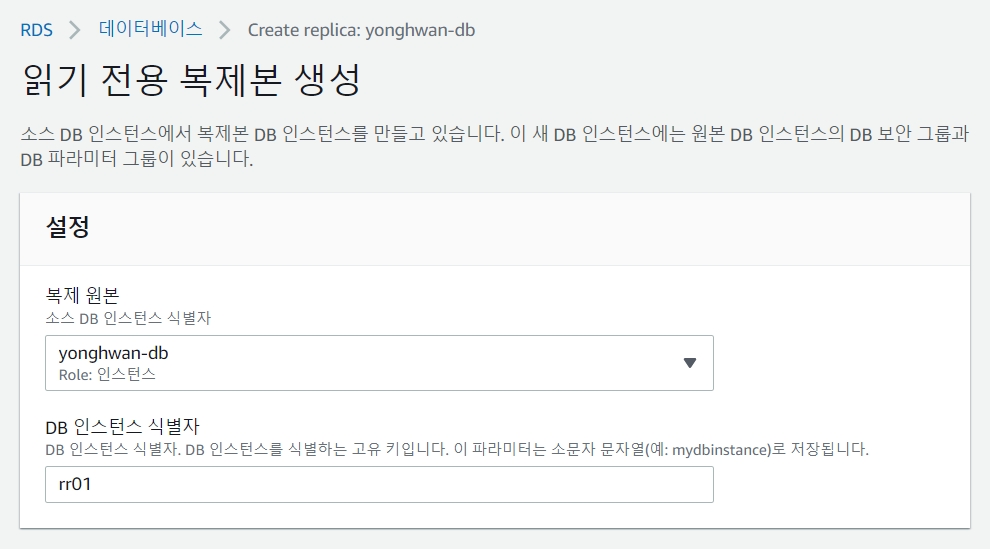 RDS > 데이터베이스 > Create replica: yonghwan-db
읽기 전용 복제본 생성
소스 DB 인스턴스에서 복제본 DB 인스턴스를 만들고 있습니다. 이 새 DB 인스턴스에는 원본 DB 인스턴스의 DB 보안 그룹과
DB 파라미터 그룹이 있습니다.
설정
복제 원본
소스 DB 인스턴스 식별자
yonghwan-db
Role: 인스턴스
DB 인스턴스 식별자
DB 인스턴스 식별자. DB 인스턴스를 식별하는 고유 키입니다. 이 파라미터는 소문자 문자열(예: mydbinstance)로 저장됩니다.
rr01